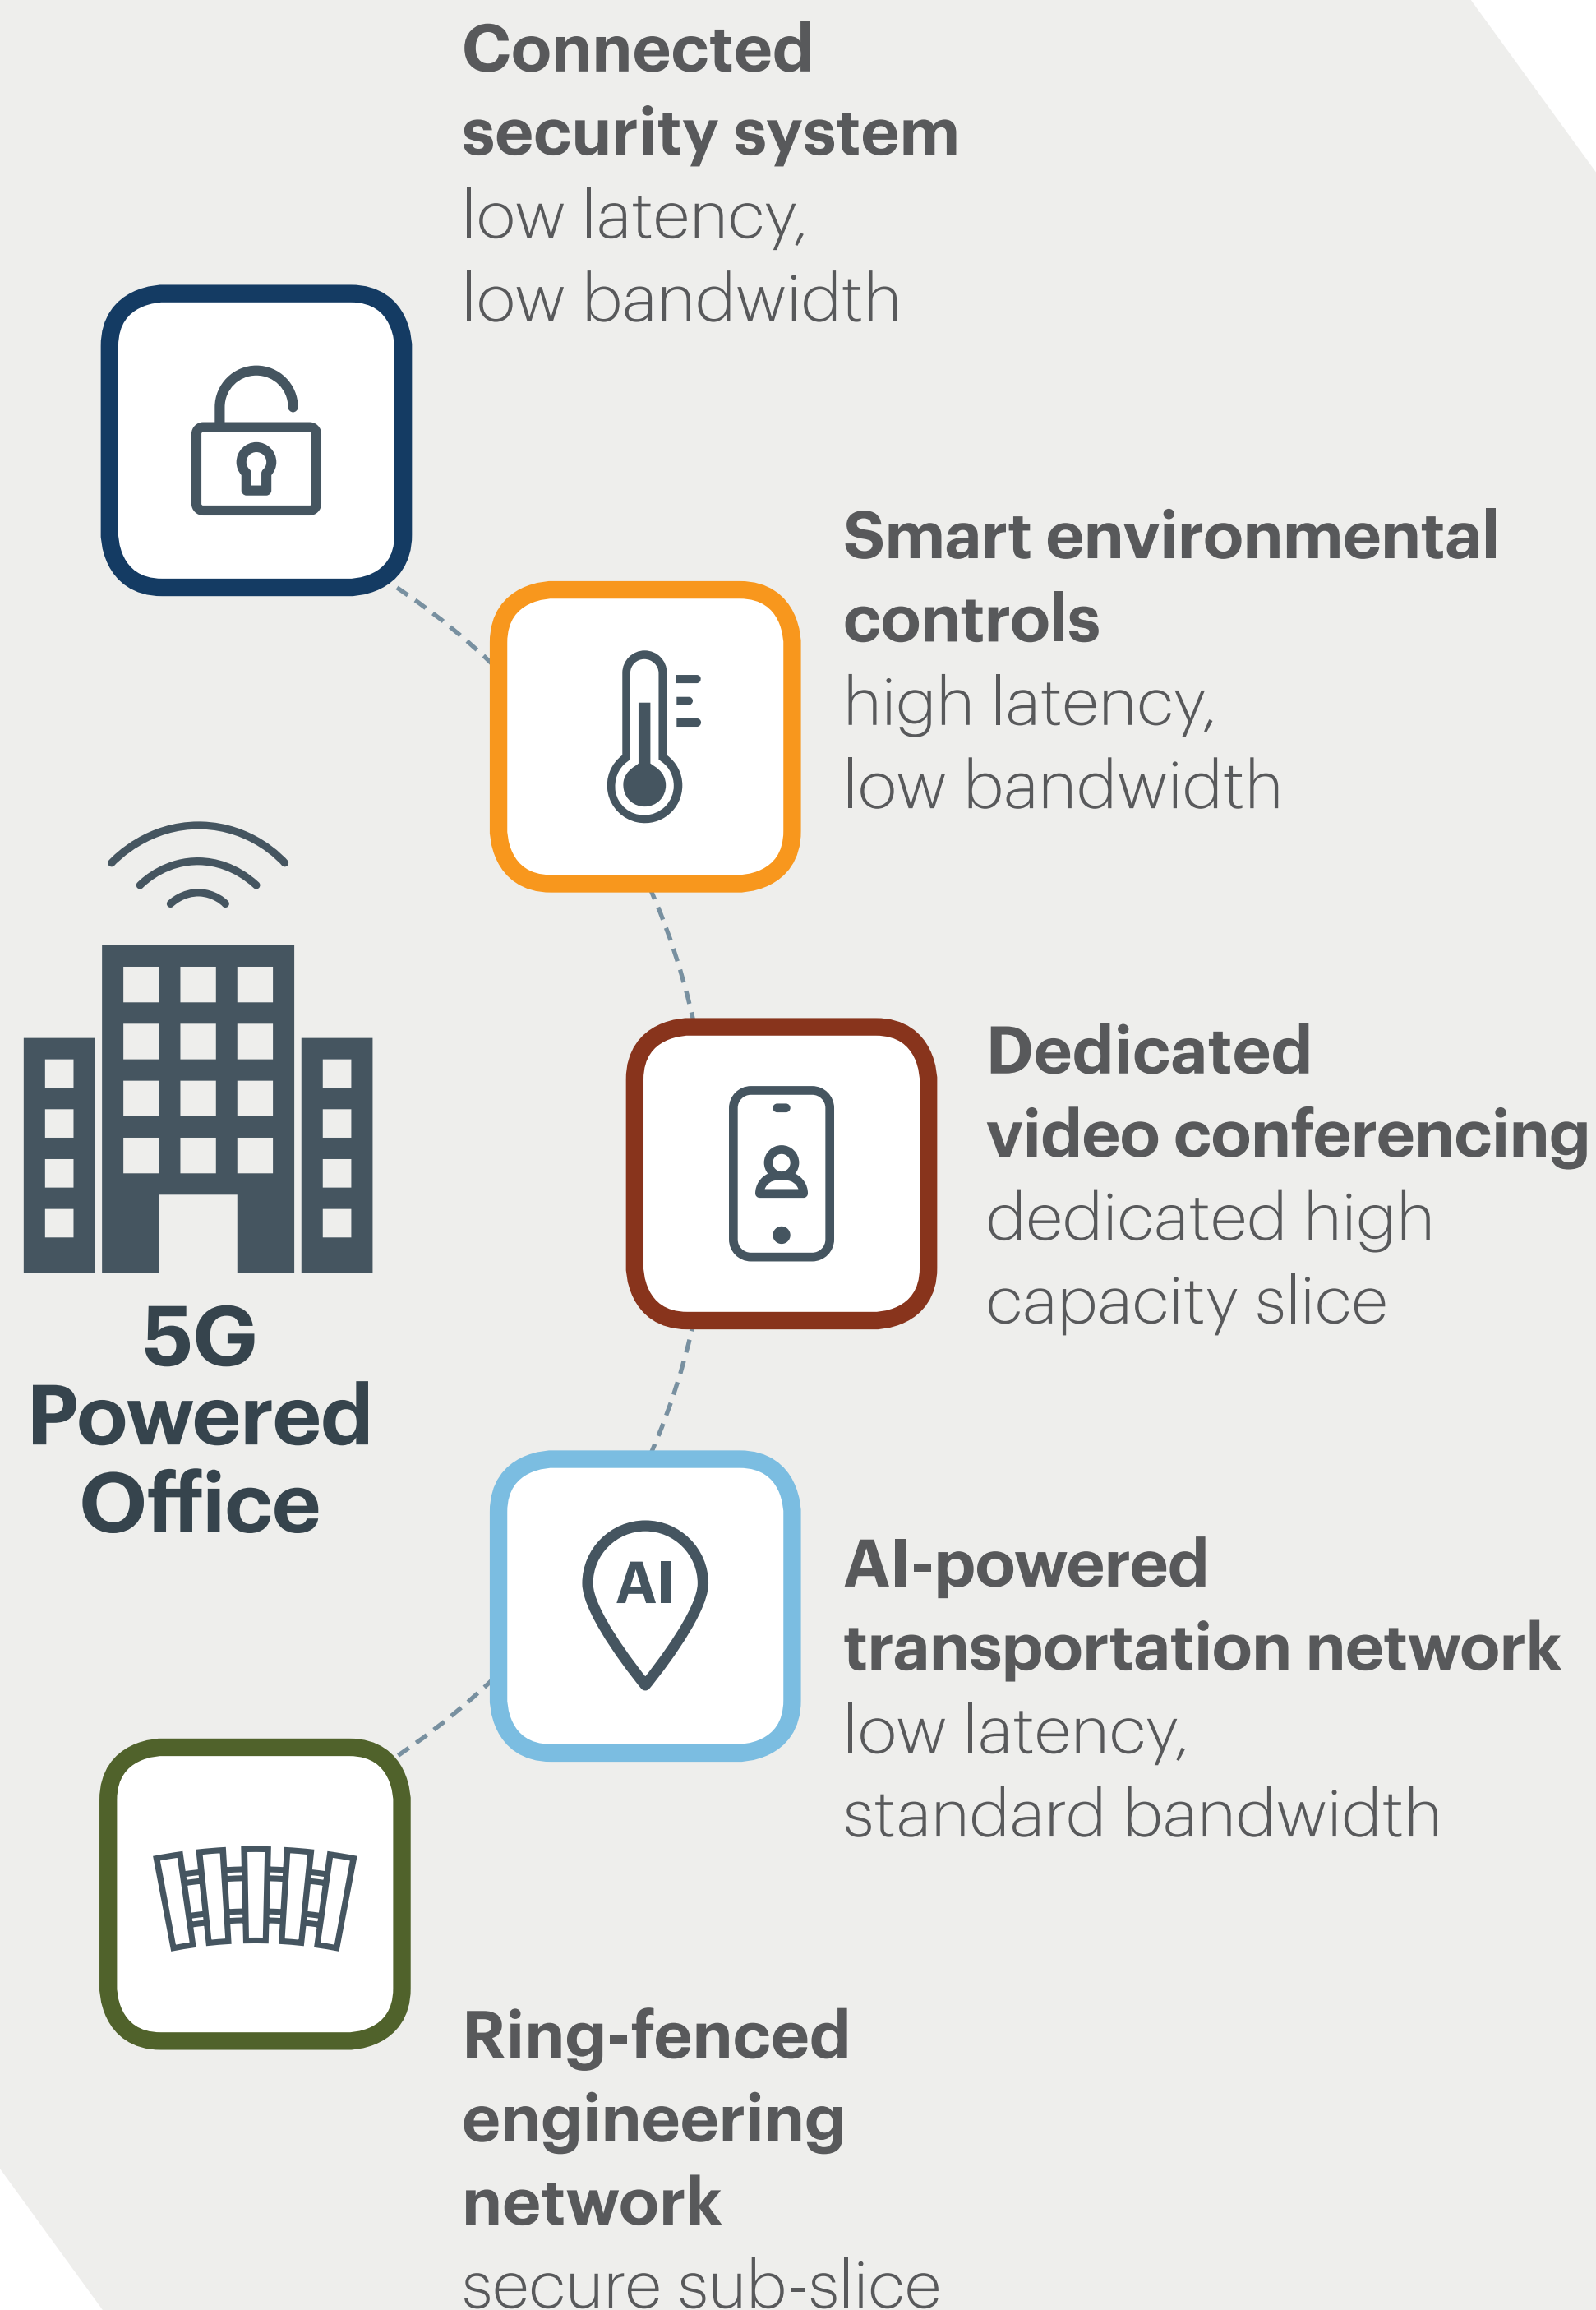 Connected
security system
low latency,
low bandwidth
Smart environmental
controls
high latency,
low bandwidth
5G
Powered
Office
Dedicated
video conferencing
dedicated high
capacity slice
AI
AI-powered
transportation network
low latency,
standard bandwidth
Ring-fenced
engineering
network
secure sub-slice